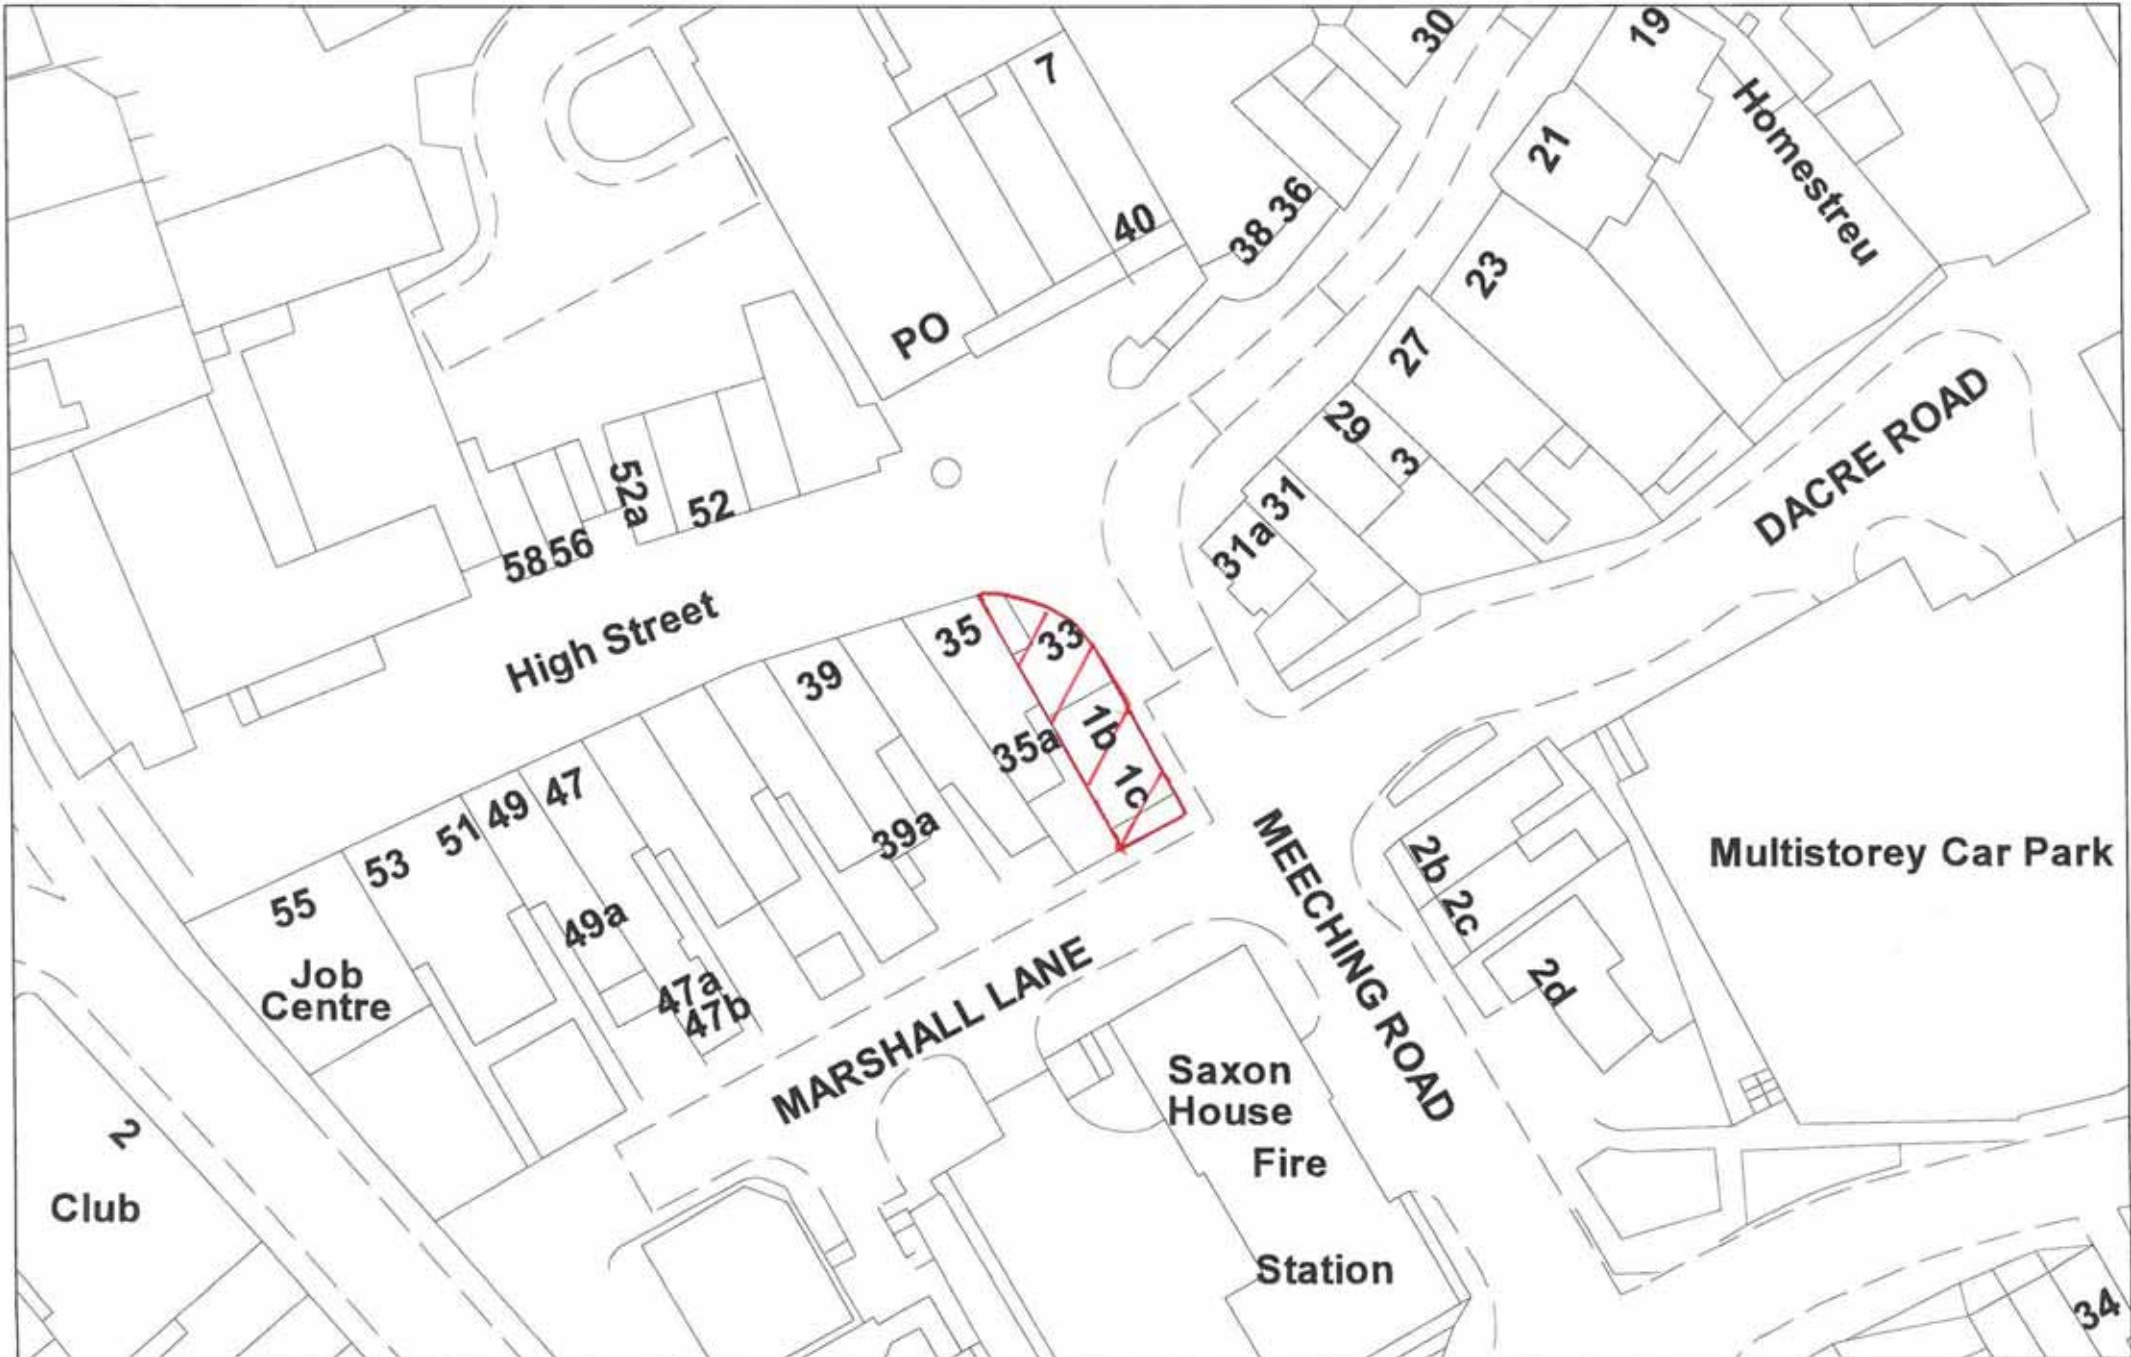 30
19
7
Homestreu
21
40
38 36
23
PO
27
DACRE ROAD
29
3
52a
52
31
31a
58 56
High Street
35
33
39
1b
35a
1c
47
49
51
39a
53
2b
2c
Multistorey Car Park
55
49a
MEECHING ROAD
Job
Centre
47a
47b
MARSHALL LANE
2d
Saxon
House
Fire
Station
2
Club
34